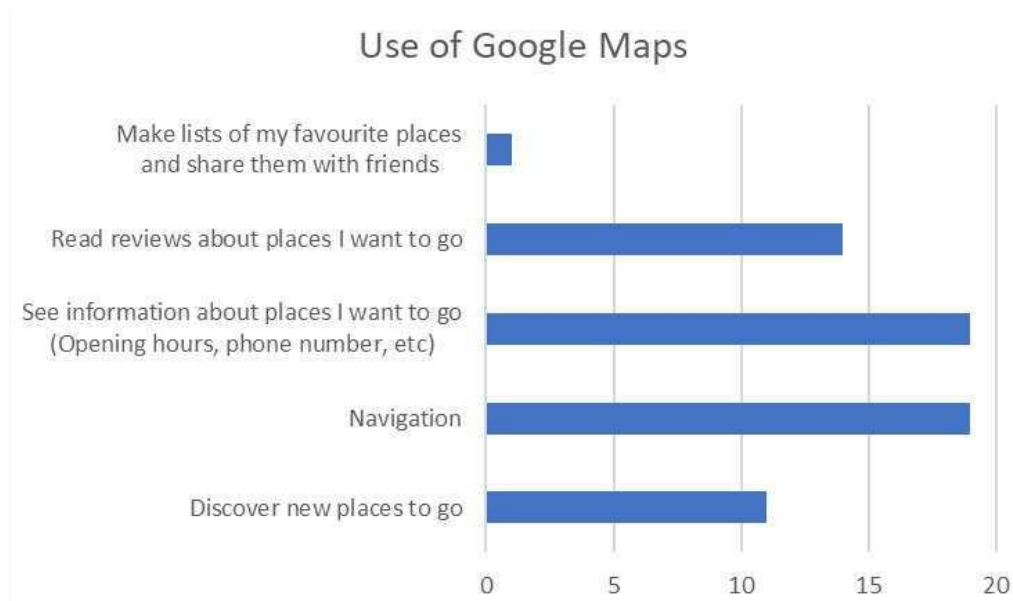 Use of Google Maps
Make lists of my favourite places
and share them with friends
Read reviews about places I want to go
See information about places I want to go
(Opening hours, phone number, etc)
Navigation
Discover new places to go
0 5 10 15 20